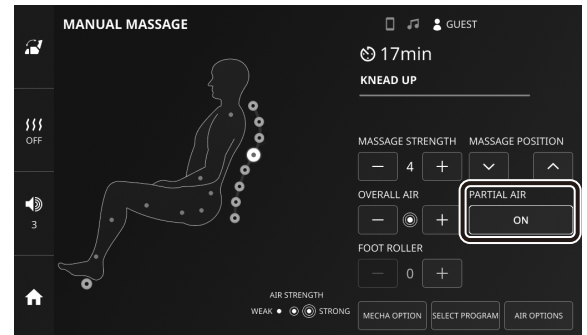 MANUAL MASSAGE
GUEST
17min
KNEAD UP
OFF
3
MASSAGE STRENGTH MASSAGE POSITION
4
OVERALL AIR PARTIAL AIR
ON
FOOT ROLLER
0
AIR STRENGTH
WEAK STRONG
MECHA OPTION SELECT PROGRAM AIR OPTIONS